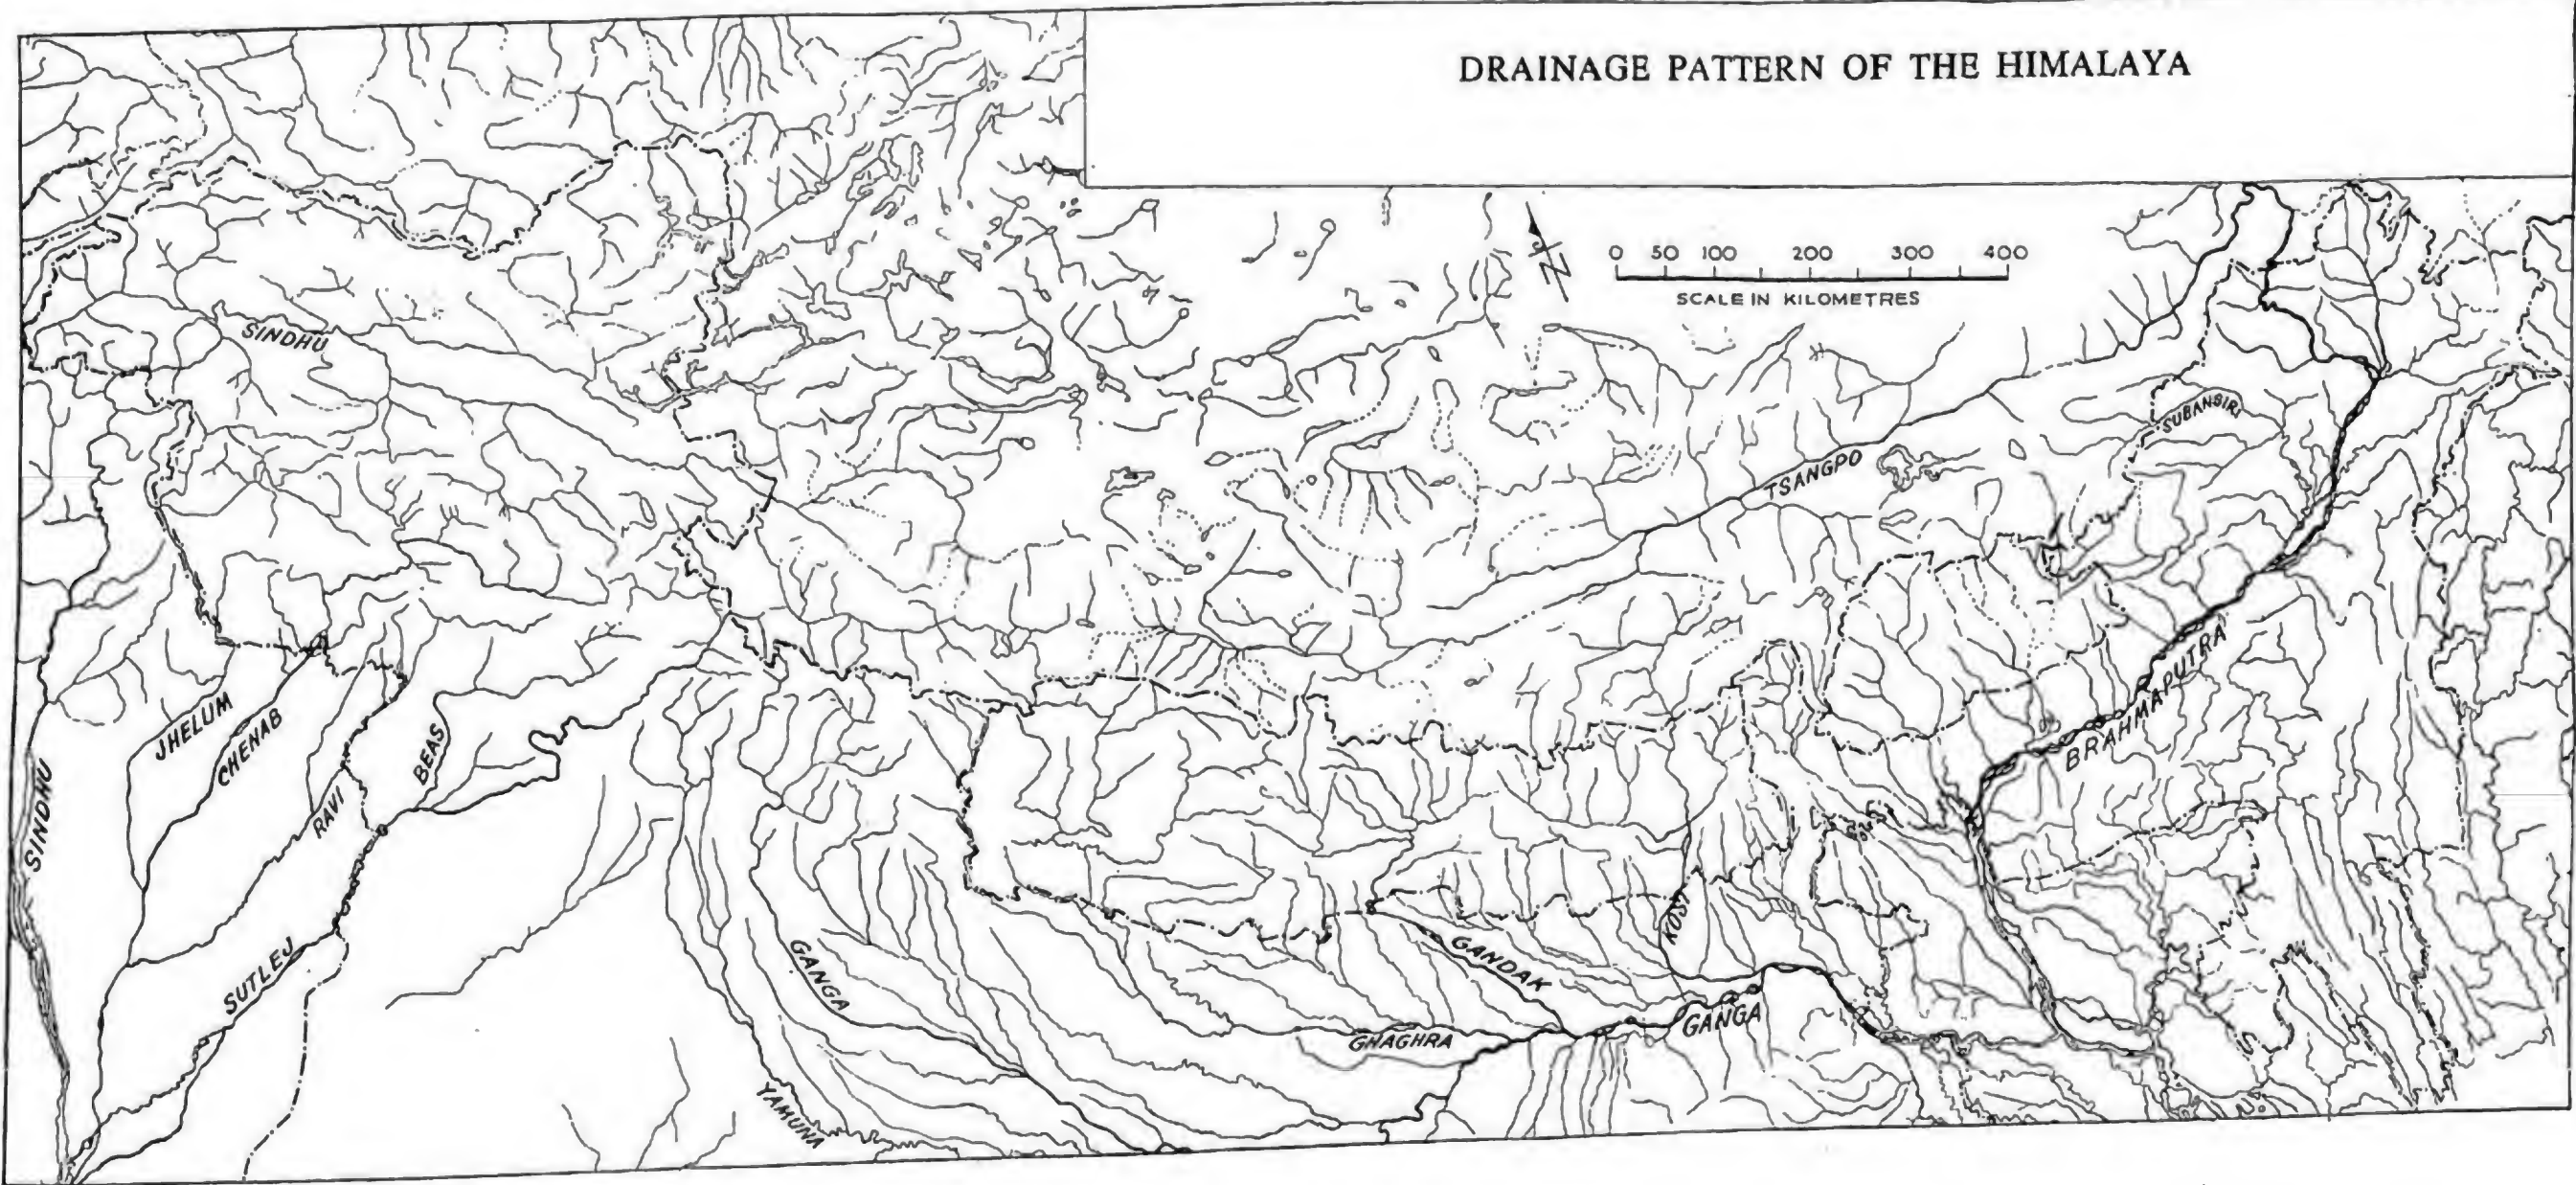 DRAINAGE PATTERN OF THE HIMALAYA
N
0 50 100 200 300 400
SCALE IN KILOMETRES
SINDHU
SUBANSIRI
TSANGPO
BRAHMAPUTRA
JHELUM
CHENAB
BEAS
RAVI
SINDHU
SUTLEJ
KOSI
GANDAK
GANGA
GANGA
GHAGHRA
YAMUNA